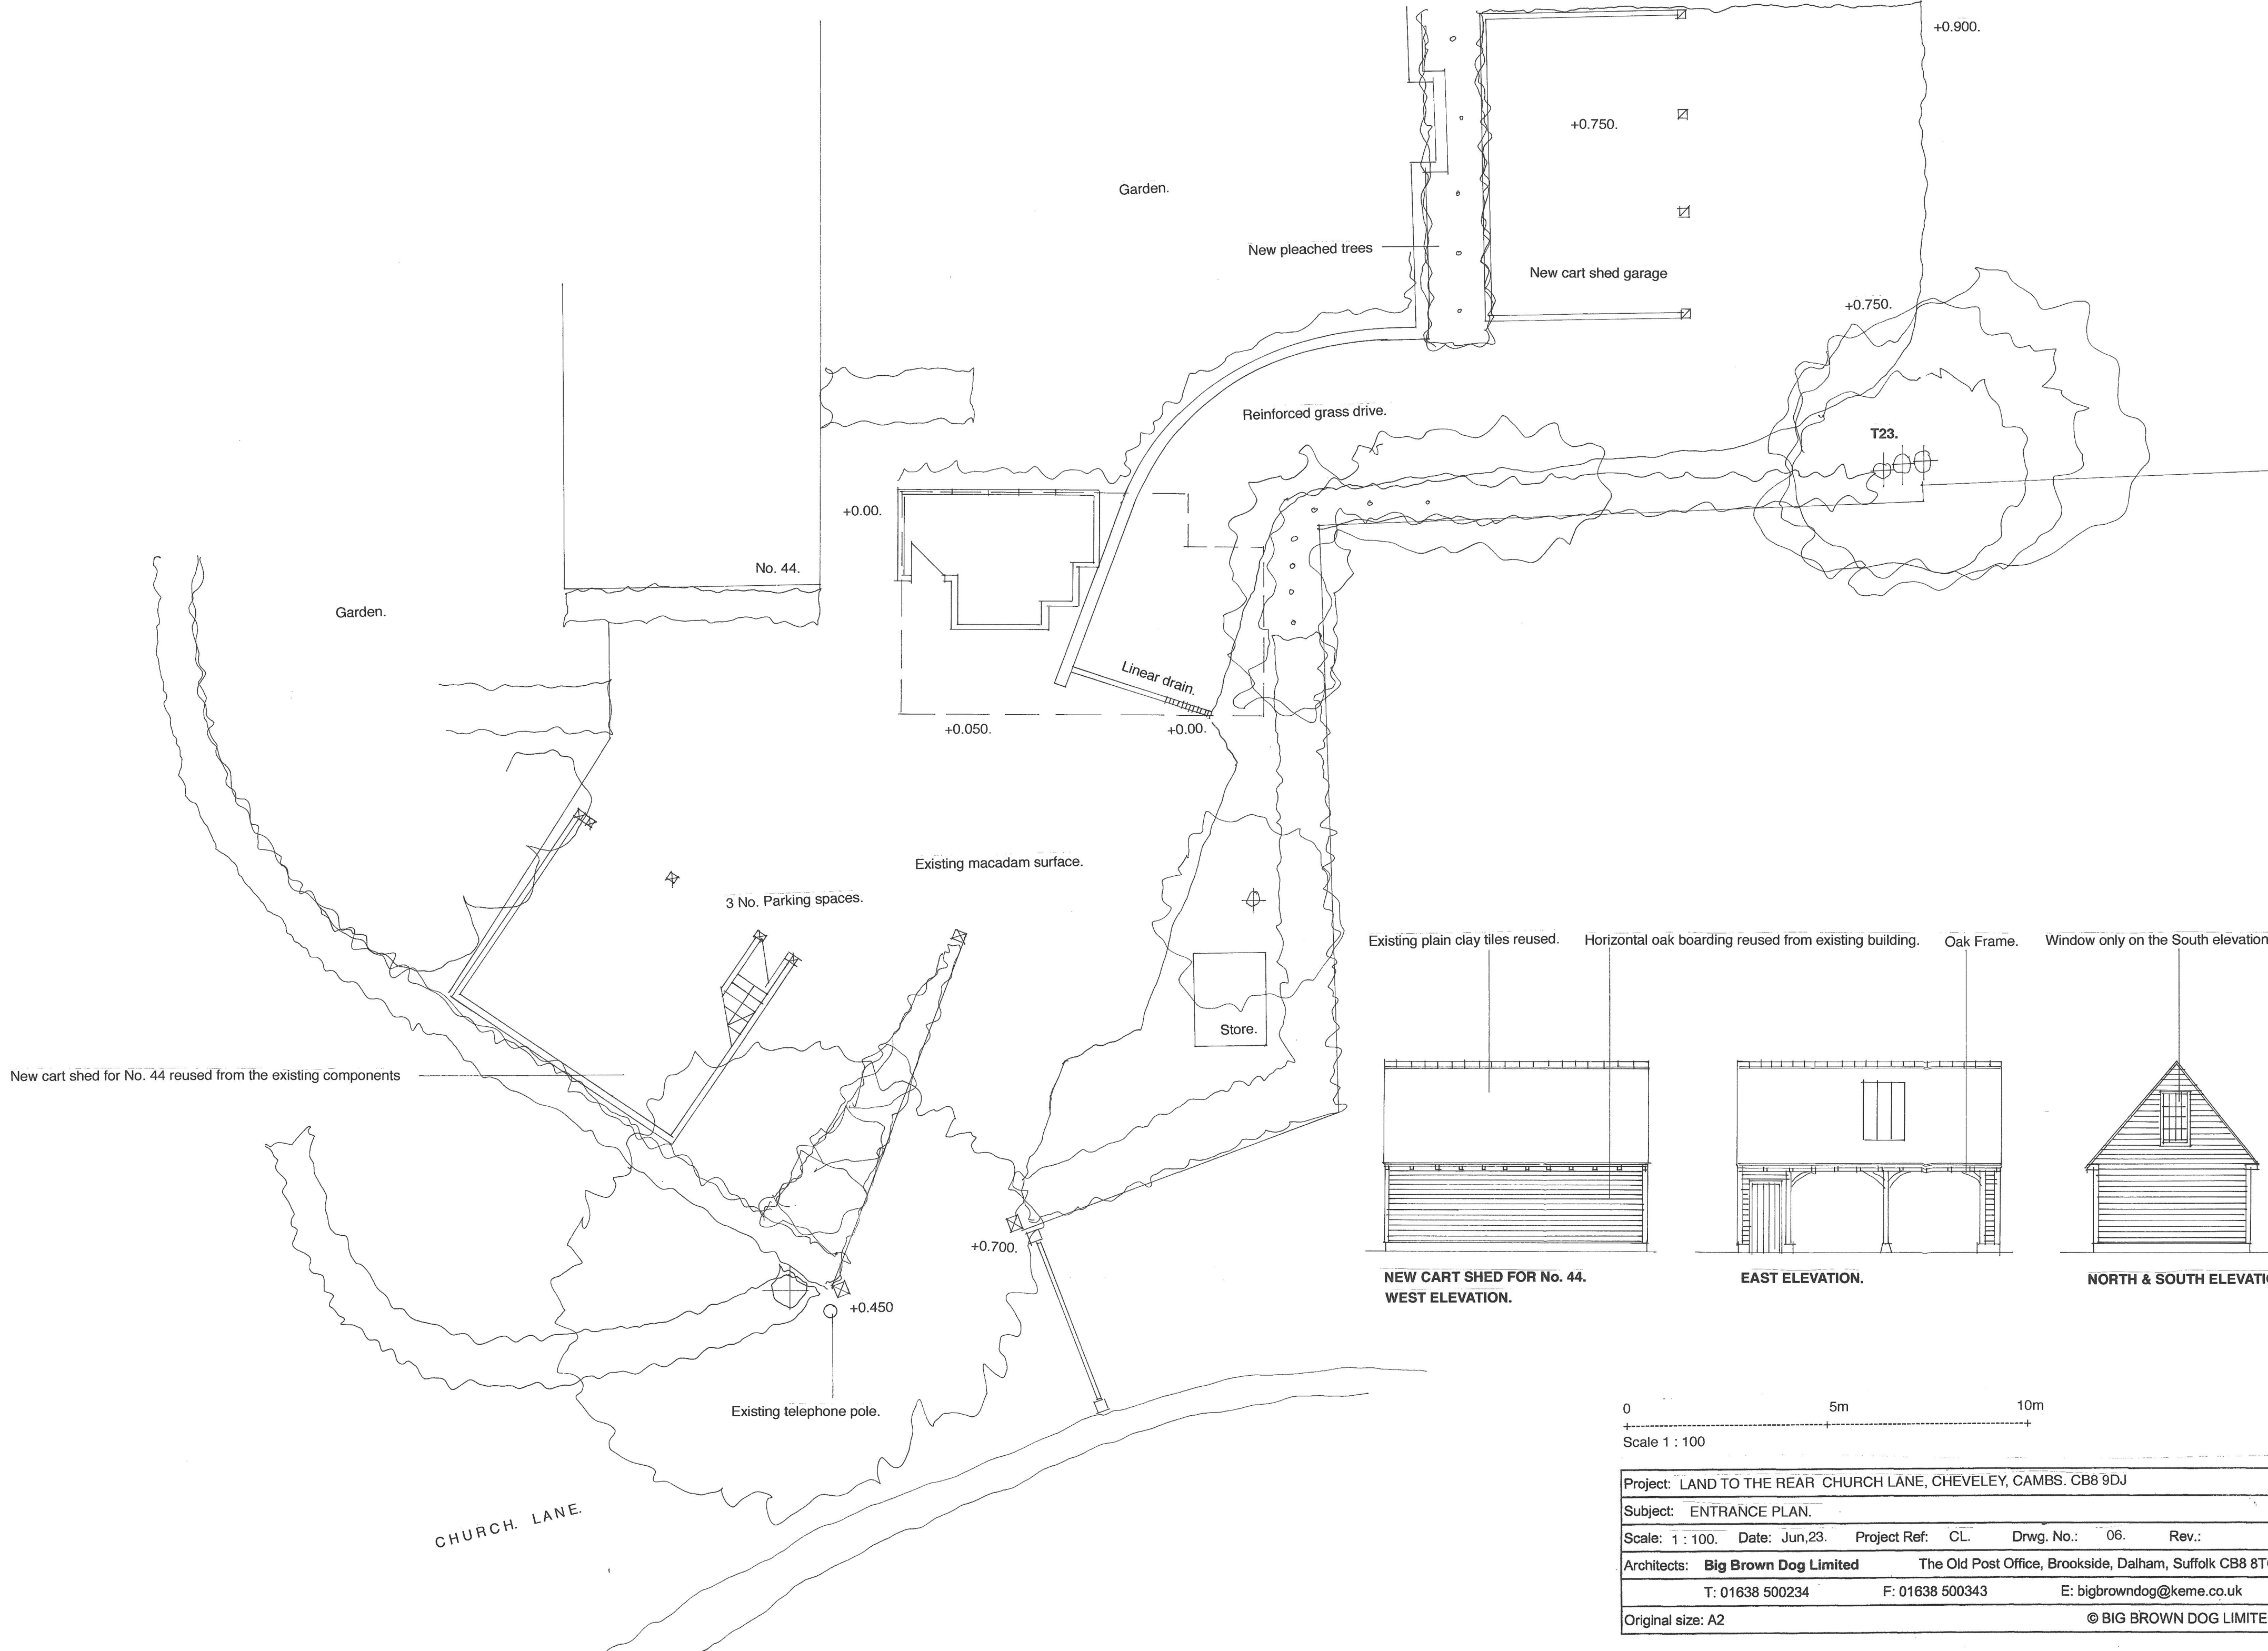 +0.900.
+0.750.
Garden.
New pleached trees
New cart shed garage
+0.750.
Reinforced grass drive.
T23.
+0.00.
No. 44.
Garden.
Linear drain.
+0.050.
+0.00.
Existing macadam surface.
3 No. Parking spaces.
Store.
New cart shed for No. 44 reused from the existing components
+0.700.
+0.450
Existing telephone pole.
CHURCH. LANE.
Existing plain clay tiles reused.
Horizontal oak boarding reused from existing building.
Oak Frame.
Window only on the South elevation
NEW CART SHED FOR No. 44.
WEST ELEVATION.
EAST ELEVATION.
NORTH & SOUTH ELEVATI
0 5m 10m
Scale 1 : 100
Project: LAND TO THE REAR CHURCH LANE, CHEVELEY, CAMBS. CB8 9DJ
Subject: ENTRANCE PLAN.
Scale: 1 : 100. Date: Jun,23. Project Ref: CL. Drwg. No.: 06. Rev.:
Architects: Big Brown Dog Limited The Old Post Office, Brookside, Dalham, Suffolk CB8 8T
T: 01638 500234 F: 01638 500343 E: bigbrowndog@keme.co.uk
Original size: A2 © BIG BROWN DOG LIMITE